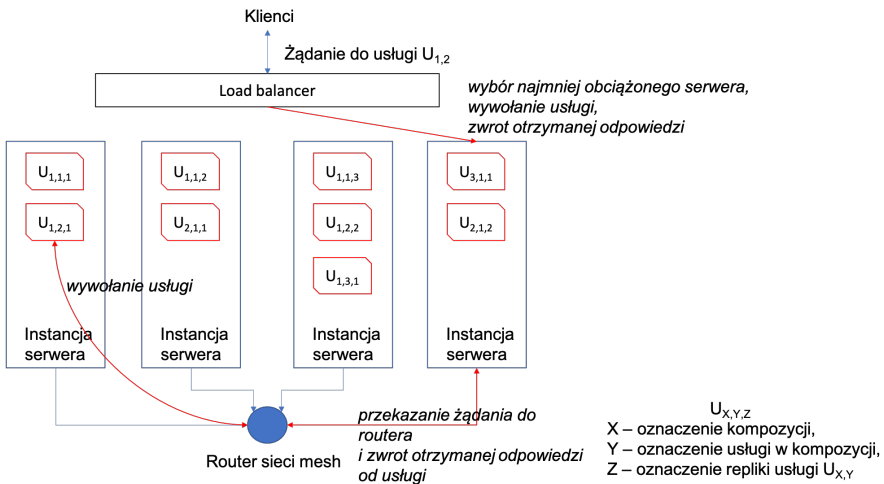 Klienci
Żądanie do usługi U1,2
Load balancer
wybór najmniej obciążonego serwera,
wywołanie usługi,
zwrot otrzymanej odpowiedzi
U1,1,1
U1,2,1
Instancja
serwera
U1,1,2
U2,1,1
Instancja
serwera
U1,1,3
U1,2,2
U1,3,1
Instancja
serwera
U3,1,1
U2,1,2
Instancja
serwera
wywołanie usługi
Router sieci mesh
przekazanie żądania do
routera
i zwrot otrzymanej odpowiedzi
od usługi
UX,Y,Z
X – oznaczenie kompozycji,
Y – oznaczenie usługi w kompozycji,
Z – oznaczenie repliki usługi UX,Y